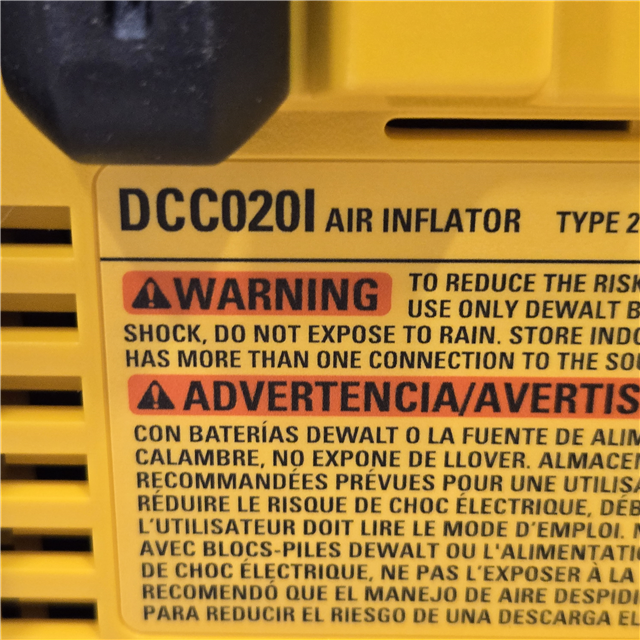 DCC020I AIR INFLATOR TYPE 2
WARNING TO REDUCE THE RISK
USE ONLY DEWALT B
SHOCK, DO NOT EXPOSE TO RAIN. STORE INDO
HAS MORE THAN ONE CONNECTION TO THE SOU
ADVERTENCIA/AVERTIS
CON BATERÍAS DEWALT O LA FUENTE DE ALIM
CALAMBRE, NO EXPONE DE LLOVER. ALMACEN
RECOMMANDÉES PRÉVUES POUR UNE UTILISA
RÉDUIRE LE RISQUE DE CHOC ÉLECTRIQUE, DÉB
L'UTILISATEUR DOIT LIRE LE MODE D'EMPLOI. N
AVEC BLOCS-PILES DEWALT OU L'ALIMENTATI
DE CHOC ÉLECTRIQUE, NE PAS L'EXPOSER À LA
RECOMENDÓ QUE EL MANEJO DE AIRE DESPIDI
PARA REDUCIR EL RIESGO DE UNA DESCARGA EL